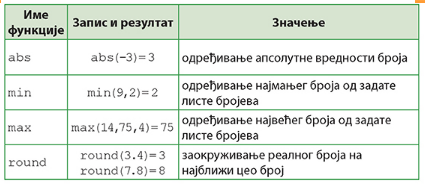 Име функције	Запис и резултат	Значење
abs	abs(-3)=3	одређивање апсолутне вредности броја
min	min(9,2)=2	одређивање најмањег броја од задате
листе бројева
max	max(14,75,4)=75	одређивање највећег броја од задате
листе бројева
round	round(3.4)=3	заокруживање реалног броја на
round(7.8)=8	најближи цео број